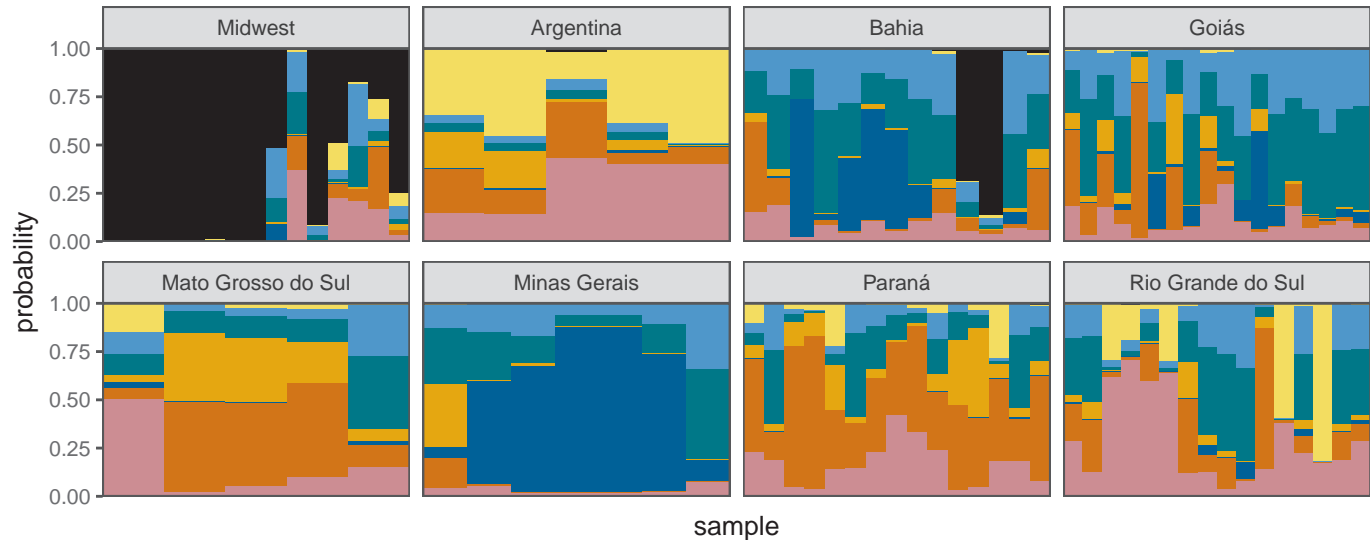 Midwest
Argentina
Bahia
Goiás
1.00
0.75
0.50
0.25
0.00
Mato Grosso do Sul
Minas Gerais
Paraná
Rio Grande do Sul
1.00
0.75
0.50
0.25
0.00
probability
sample